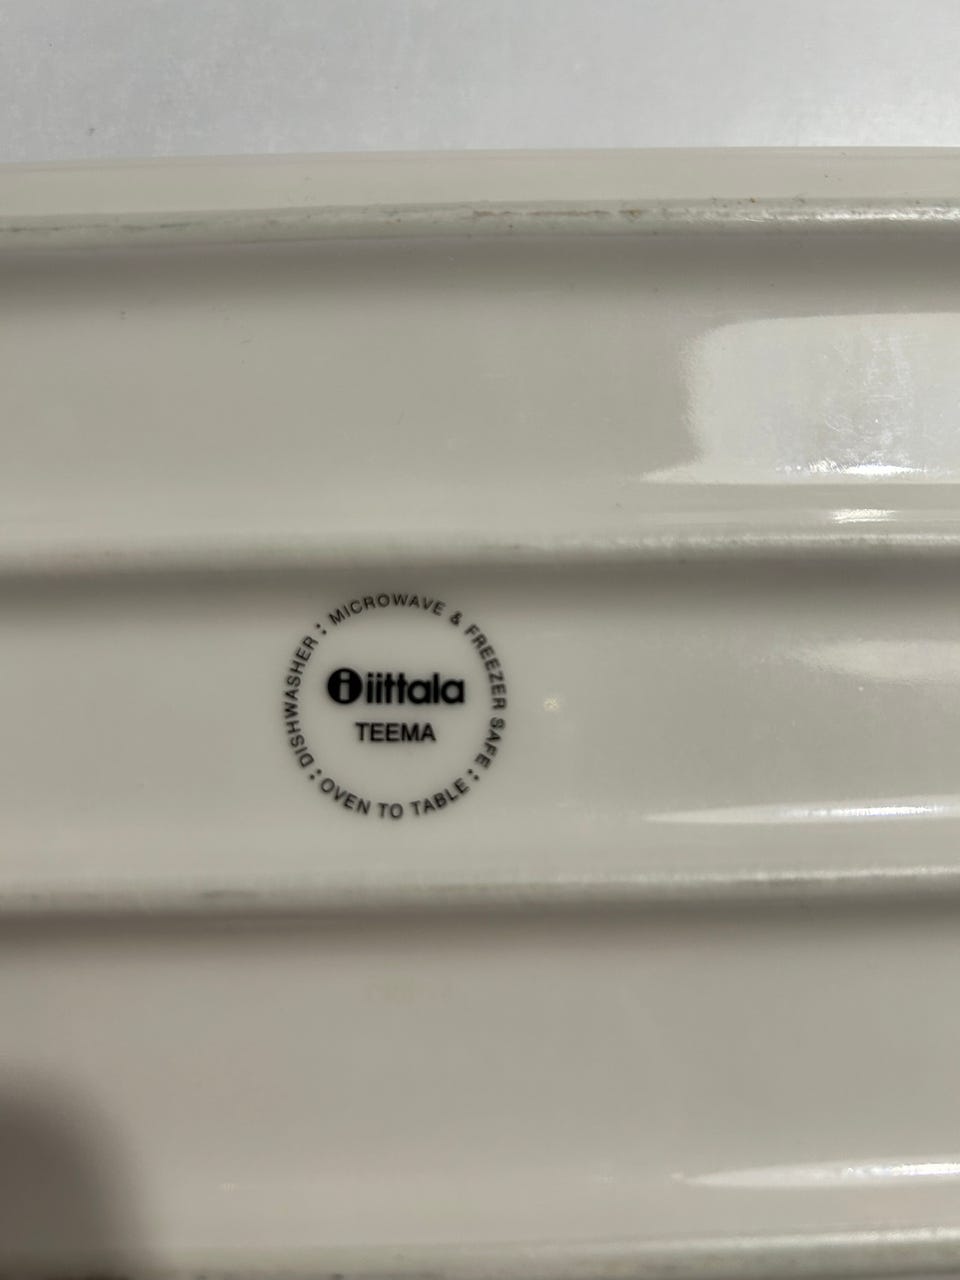 DISHWASHER : MICROWAVE & FREEZER SAFE : OVEN TO TABLE :
i iittala
TEEMA